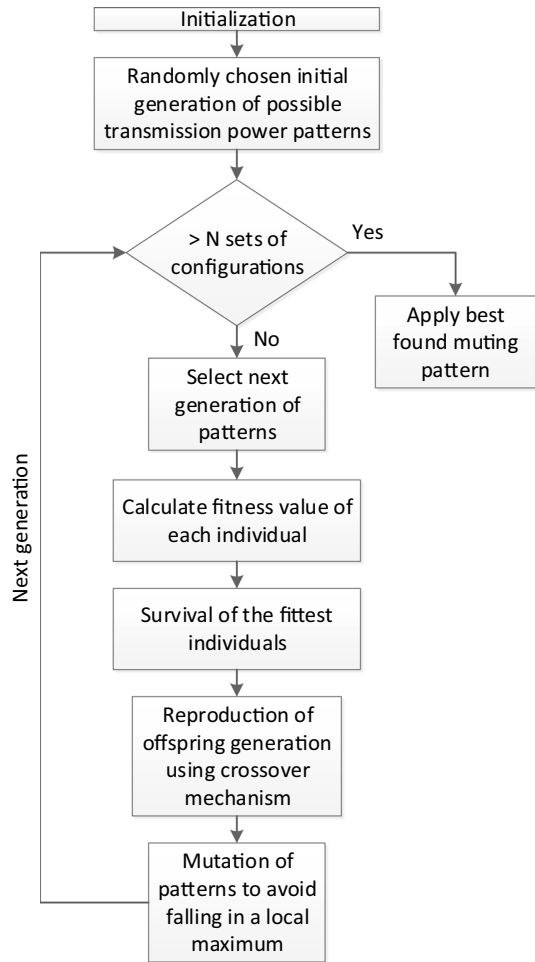 Initialization
Randomly chosen initial
generation of possible
transmission power patterns
> N sets of
configurations
Yes
No
Apply best
found muting
pattern
Select next
generation of
patterns
Calculate fitness value of
each individual
Survival of the fittest
individuals
Reproduction of
offspring generation
using crossover
mechanism
Mutation of
patterns to avoid
falling in a local
maximum
Next generation